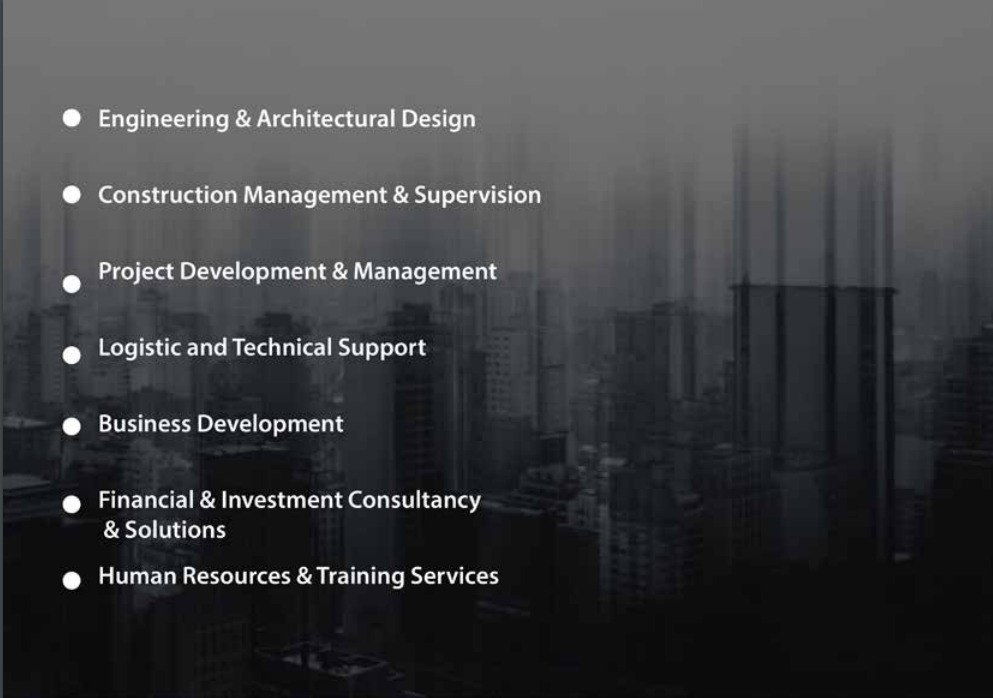 Engineering & Architectural Design
Construction Management & Supervision
Project Development & Management
Logistic and Technical Support
Business Development
Financial & Investment Consultancy
& Solutions
Human Resources & Training Services